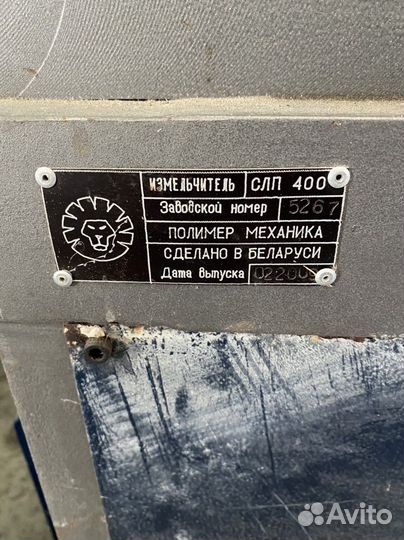 ИЗМЕЛЬЧИТЕЛЬ СЛП 400
Заводской номер 5267
ПОЛИМЕР МЕХАНИКА
СДЕЛАНО В БЕЛАРУСИ
Дата выпуска
Avito